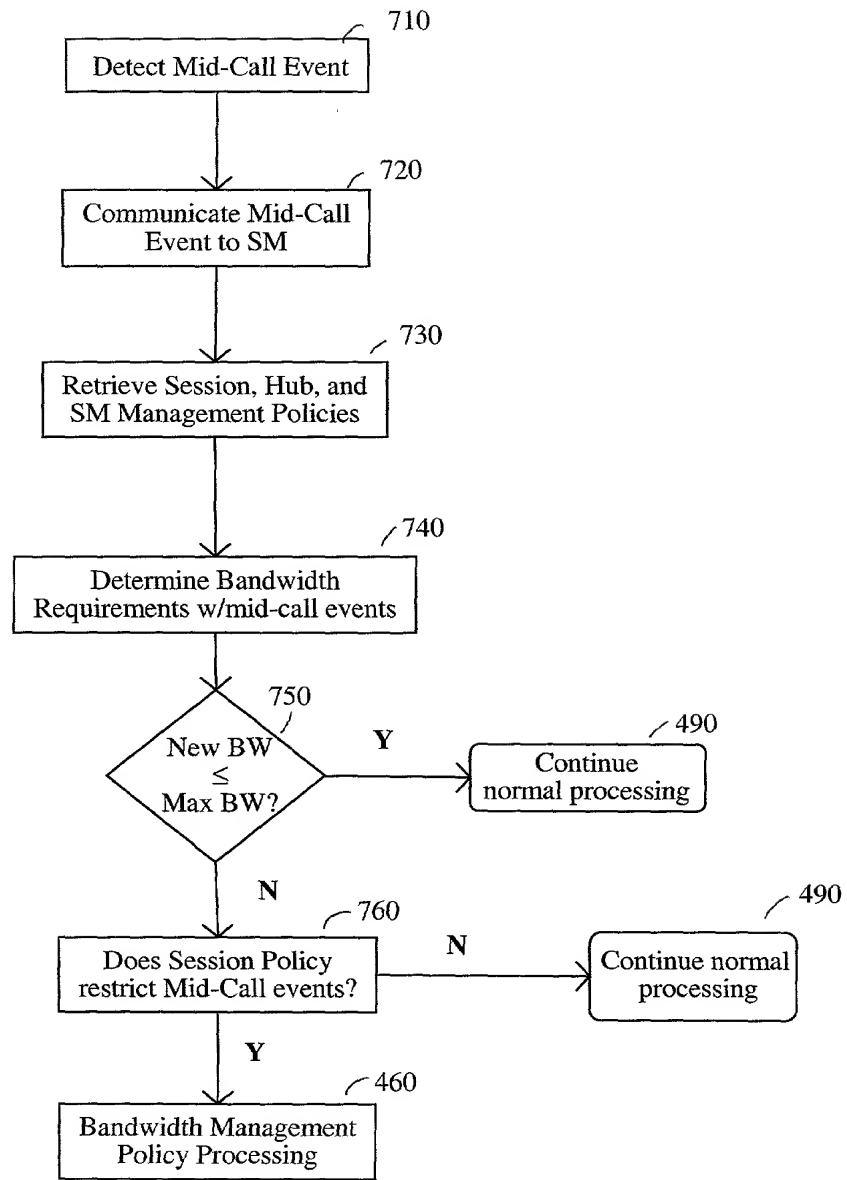 710
Detect Mid-Call Event
720
Communicate Mid-Call
Event to SM
730
Retrieve Session, Hub, and
SM Management Policies
740
Determine Bandwidth
Requirements w/mid-call events
750
New BW
≤
Max BW?
Y
490
Continue
normal processing
N
760
Does Session Policy
restrict Mid-Call events?
N
490
Continue normal
processing
Y
460
Bandwidth Management
Policy Processing